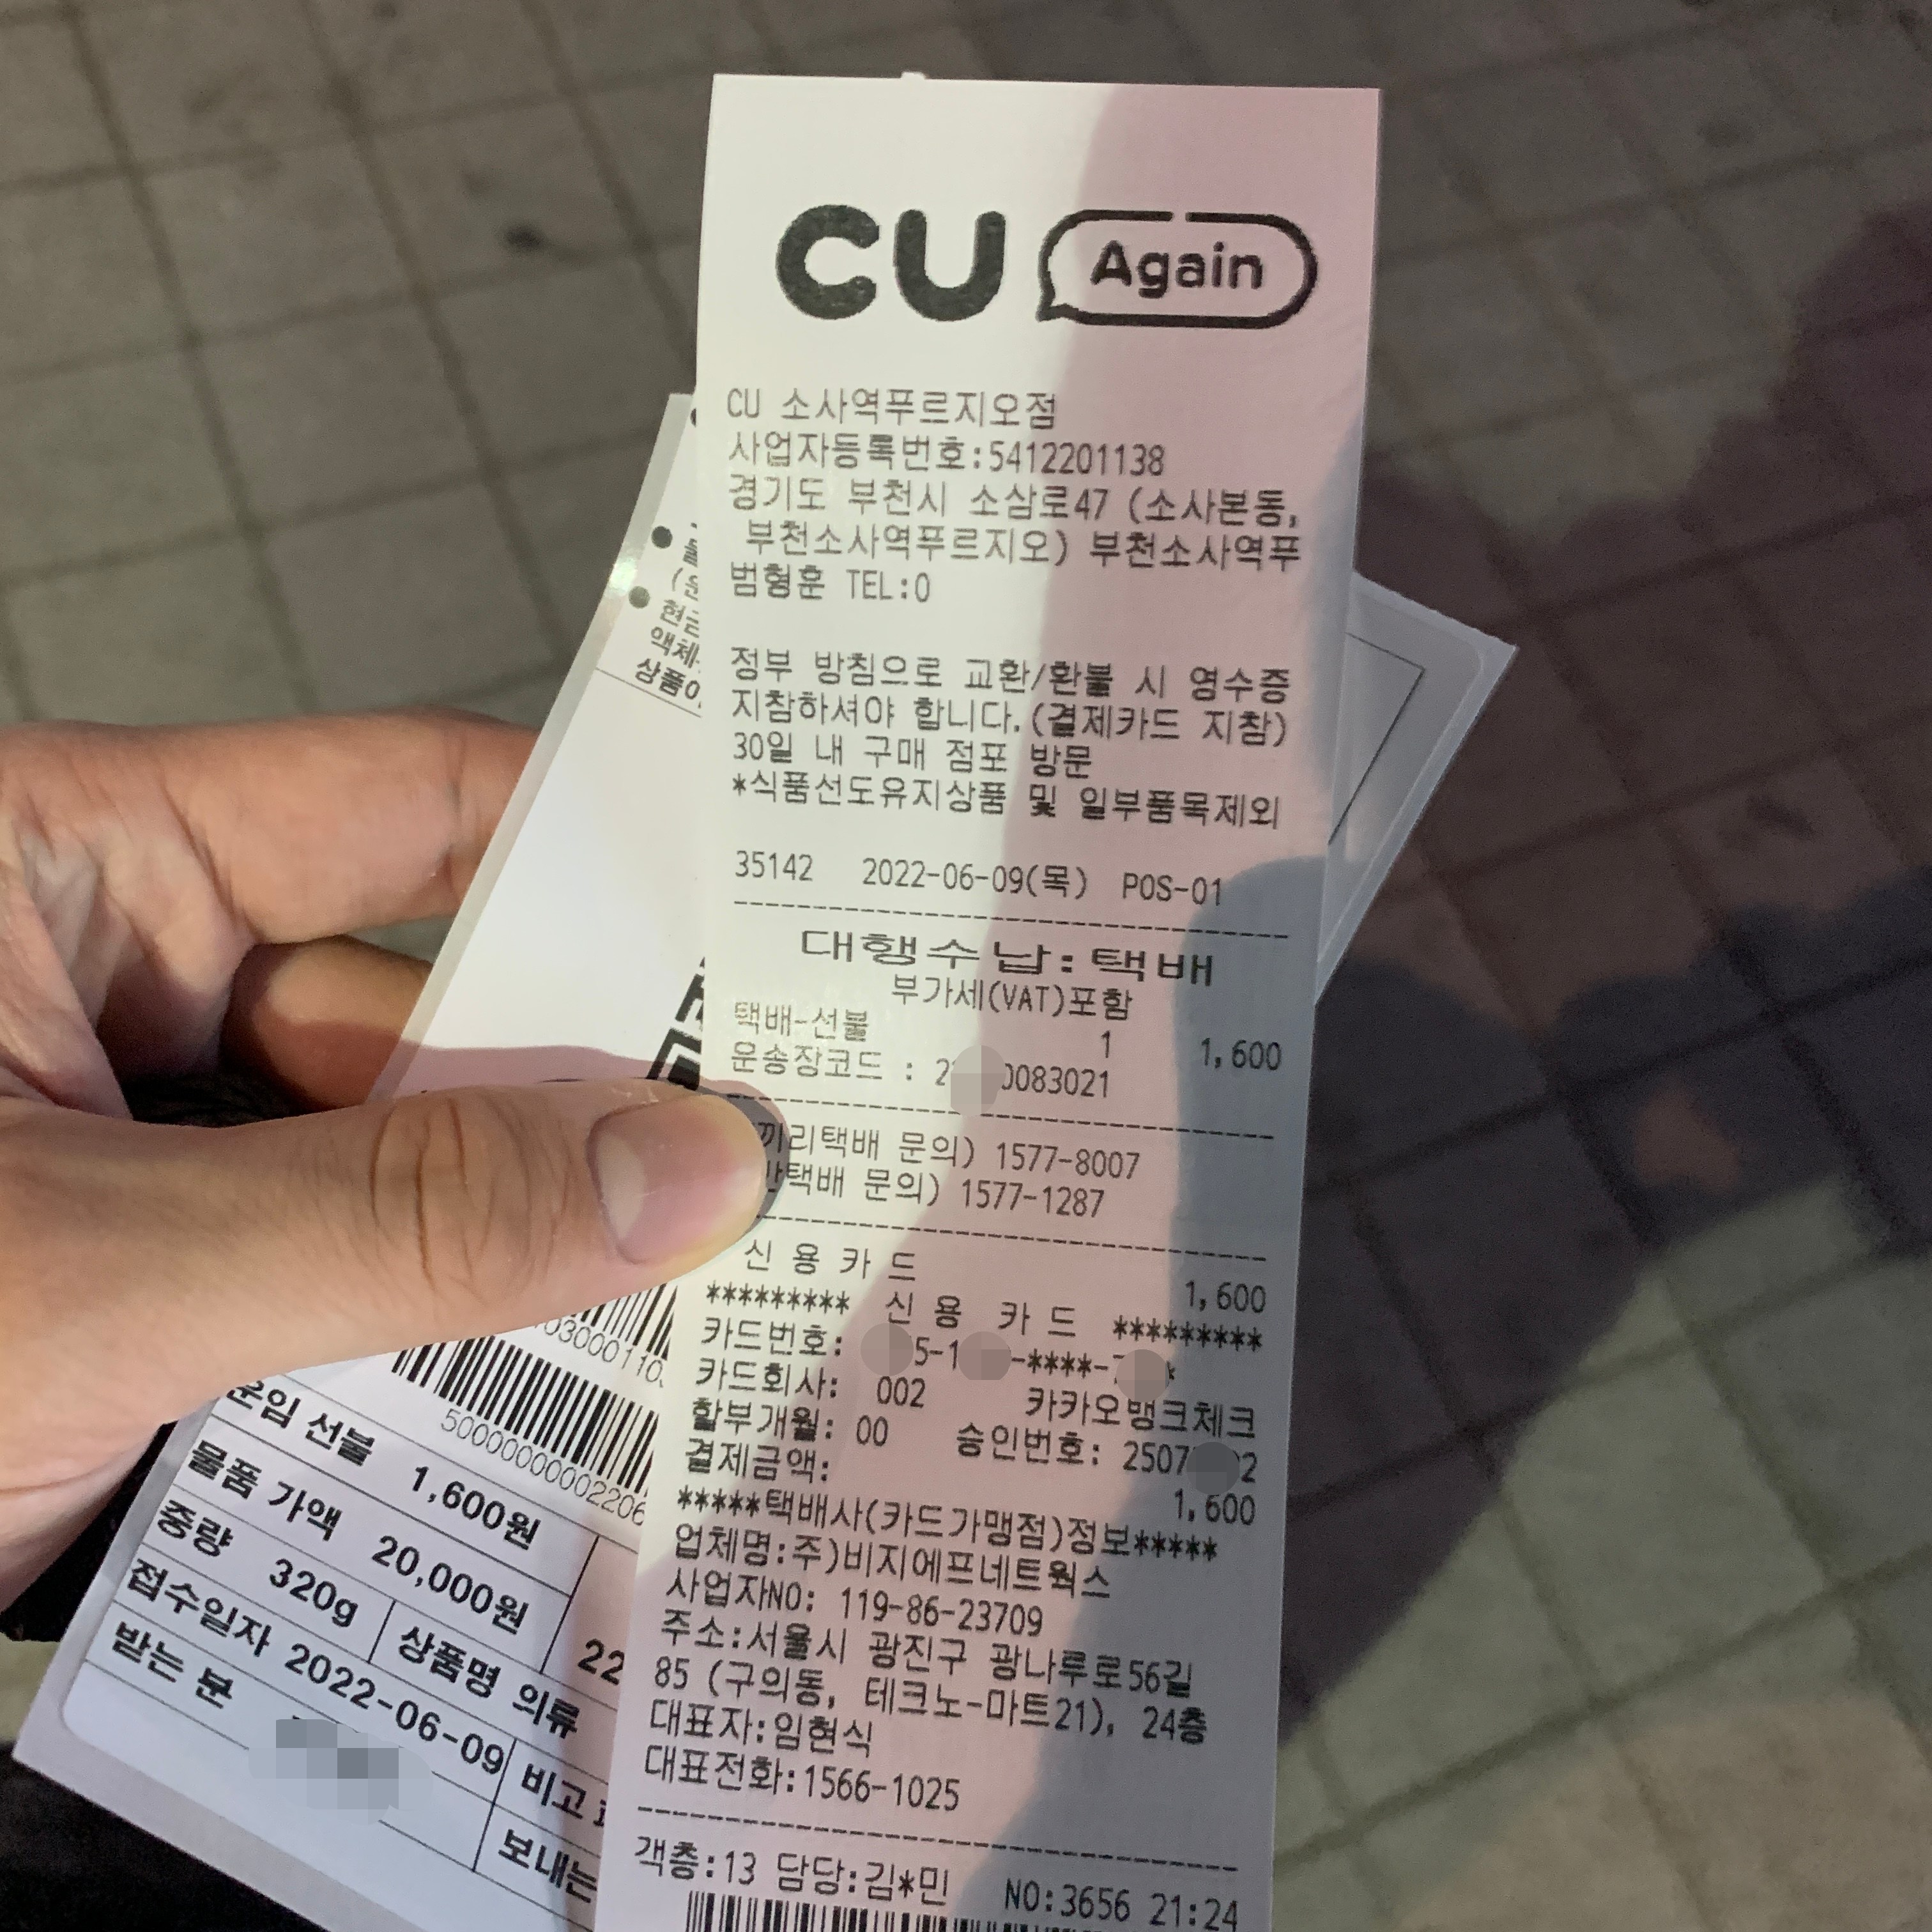 CU Again
CU 소사역푸르지오점
사업자등록번호:5412201138
경기도 부천시 소삼로47 (소사본동,
부천소사역푸르지오) 부천소사역푸
범형훈 TEL:0
정부 방침으로 교환/환불 시 영수증
지참하셔야 합니다.(결제카드 지참)
30일 내 구매 점포 방문
*식품선도유지상품 및 일부품목제외
35142 2022-06-09(목) POS-01
대행수납:택배
부가세(VAT)포함
택배-선불 1 1,600
운송장코드 : 2 0083021
끼리택배 문의) 1577-8007
택배 문의) 1577-1287
신용카드 1,600
********* 신 용 카 드 *********
카드번호: 5-1 -****-7 *
카드회사: 002 카카오뱅크체크
할부개월: 00 승인번호: 2507 2
결제금액: 1,600
*****택배사(카드가맹점)정보*****
업체명:주)비지에프네트웍스
사업자NO: 119-86-23709
주소:서울시 광진구 광나루로56길
85 (구의동, 테크노-마트21), 24층
대표자:임현식
대표전화:1566-1025
객층:13 담당:김*민 NO:3656 21:24
현금
액체
상품
03000110
50000000002206
운임 선불 1,600원
물품 가액 20,000원
중량 320g 상품명 의류
22
접수일자 2022-06-09 비고
받는 분
보내는